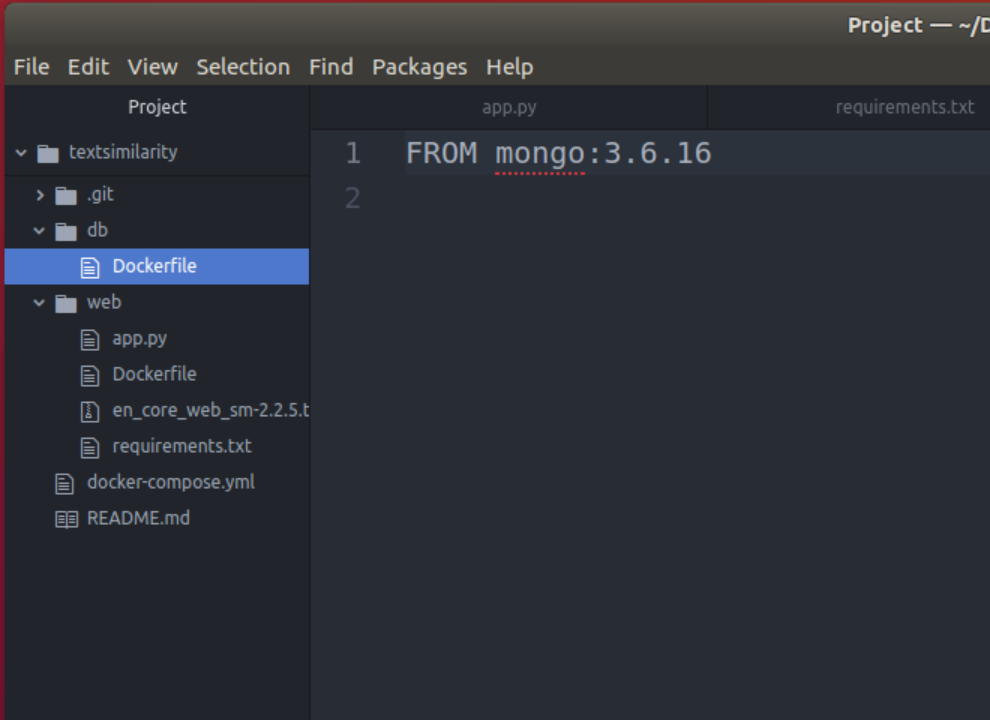 Project — ~/D
File Edit View Selection Find Packages Help
Project
app.py
requirements.txt
textsimilarity
.git
db
Dockerfile
web
app.py
Dockerfile
en_core_web_sm-2.2.5.t
requirements.txt
docker-compose.yml
README.md
1 FROM mongo:3.6.16
2